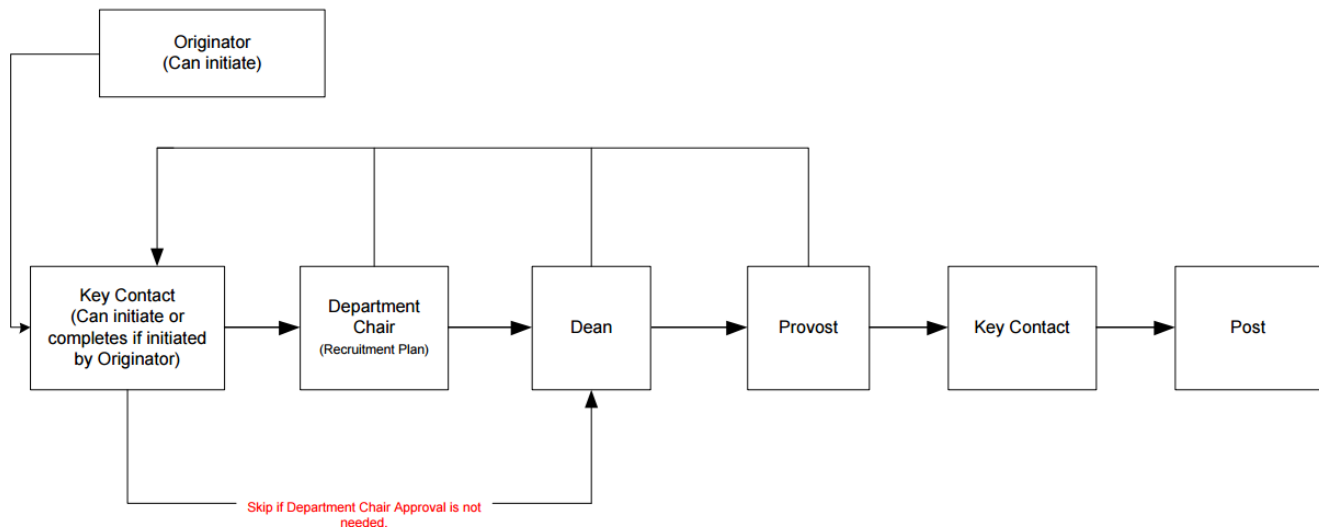 Originator
(Can initiate)
Key Contact
(Can initiate or
completes if initiated
by Originator)
Department
Chair
(Recruitment Plan)
Dean
Provost
Key Contact
Post
Skip if Department Chair Approval is not
needed.